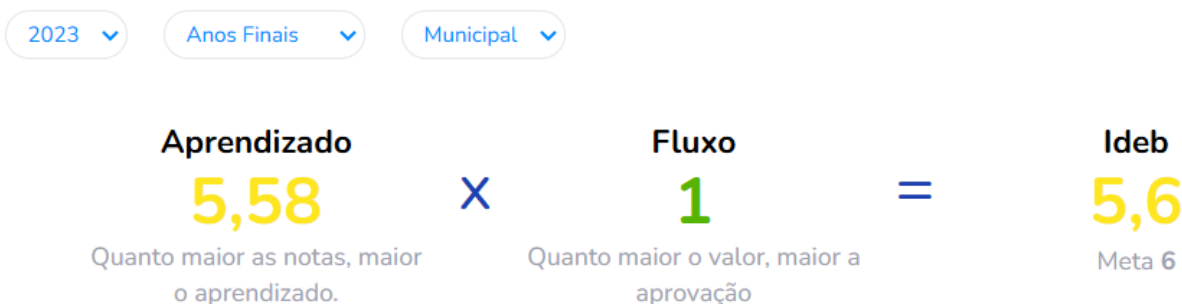 2023 Anos Finais Municipal
Aprendizado Fluxo Ideb
5,58 x 1 = 5,6
Quanto maior as notas, maior Quanto maior o valor, maior a Meta 6
o aprendizado. aprovação